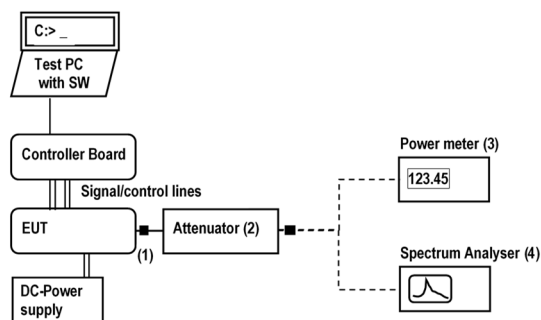 C:> _
Test PC
with SW
Controller Board
Signal/control lines
EUT
(1)
Attenuator (2)
Power meter (3)
123.45
Spectrum Analyser (4)
DC-Power
supply